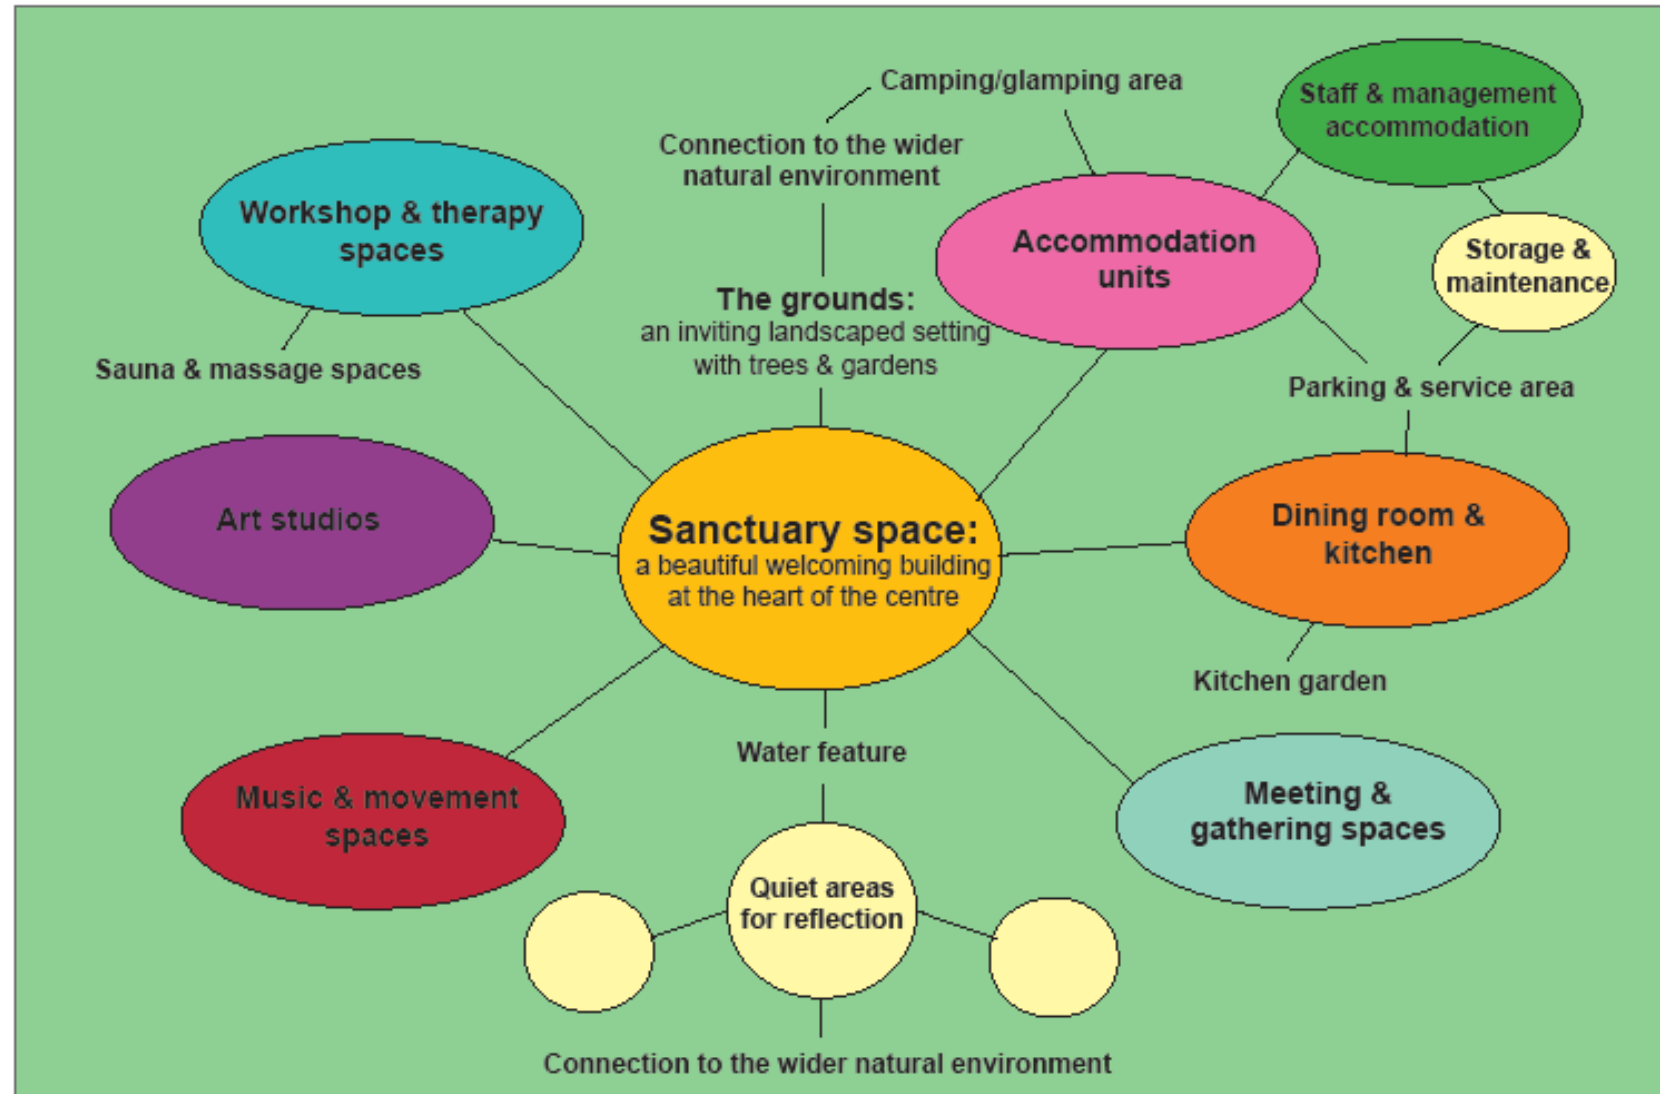 Camping/glamping area
Staff & management
accommodation
Connection to the wider
natural environment
Workshop & therapy
spaces
Accommodation
units
Storage &
maintenance
The grounds:
an inviting landscaped setting
with trees & gardens
Sauna & massage spaces
Parking & service area
Art studios
Sanctuary space:
a beautiful welcoming building
at the heart of the centre
Dining room &
kitchen
Kitchen garden
Water feature
Music & movement
spaces
Meeting &
gathering spaces
Quiet areas
for reflection
Connection to the wider natural environment